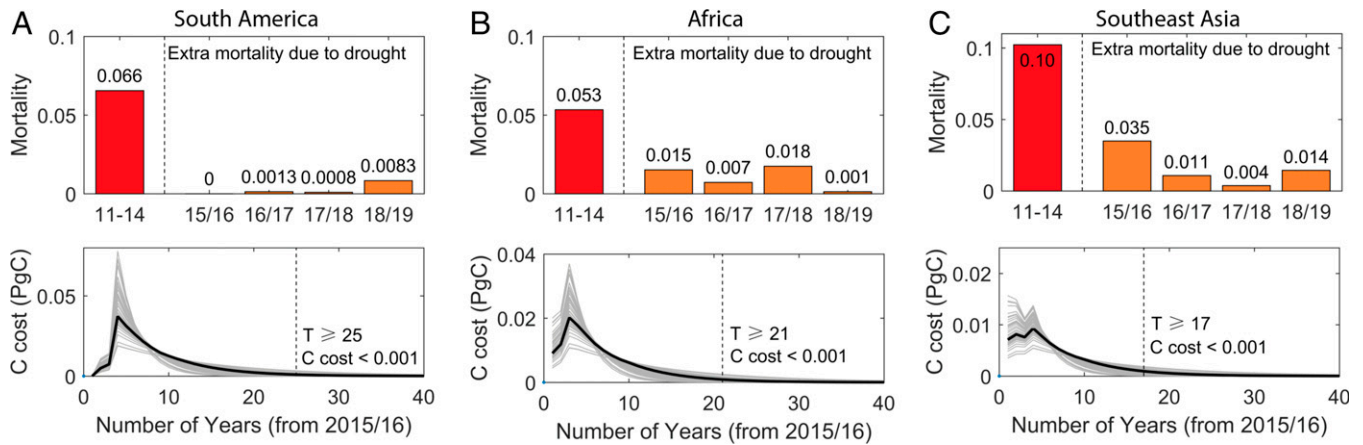 A
South America
0.1
Extra mortality due to drought
Mortality
0.066
0.05
0
0.0013
0.0008
0.0083
0
11-14
15/16
16/17
17/18
18/19
C cost (PgC)
0.05
T ⩾ 25
C cost < 0.001
0
0
10
20
30
40
Number of Years (from 2015/16)
B
Africa
0.1
Extra mortality due to drought
Mortality
0.053
0.05
0.015
0.007
0.018
0.001
0
11-14
15/16
16/17
17/18
18/19
C cost (PgC)
0.04
0.02
T ⩾ 21
C cost < 0.001
0
0
10
20
30
40
Number of Years (from 2015/16)
C
Southeast Asia
0.1
Extra mortality due to drought
Mortality
0.10
0.05
0.035
0.011
0.004
0.014
0
11-14
15/16
16/17
17/18
18/19
C cost (PgC)
0.02
0.01
T ⩾ 17
C cost < 0.001
0
0
10
20
30
40
Number of Years (from 2015/16)